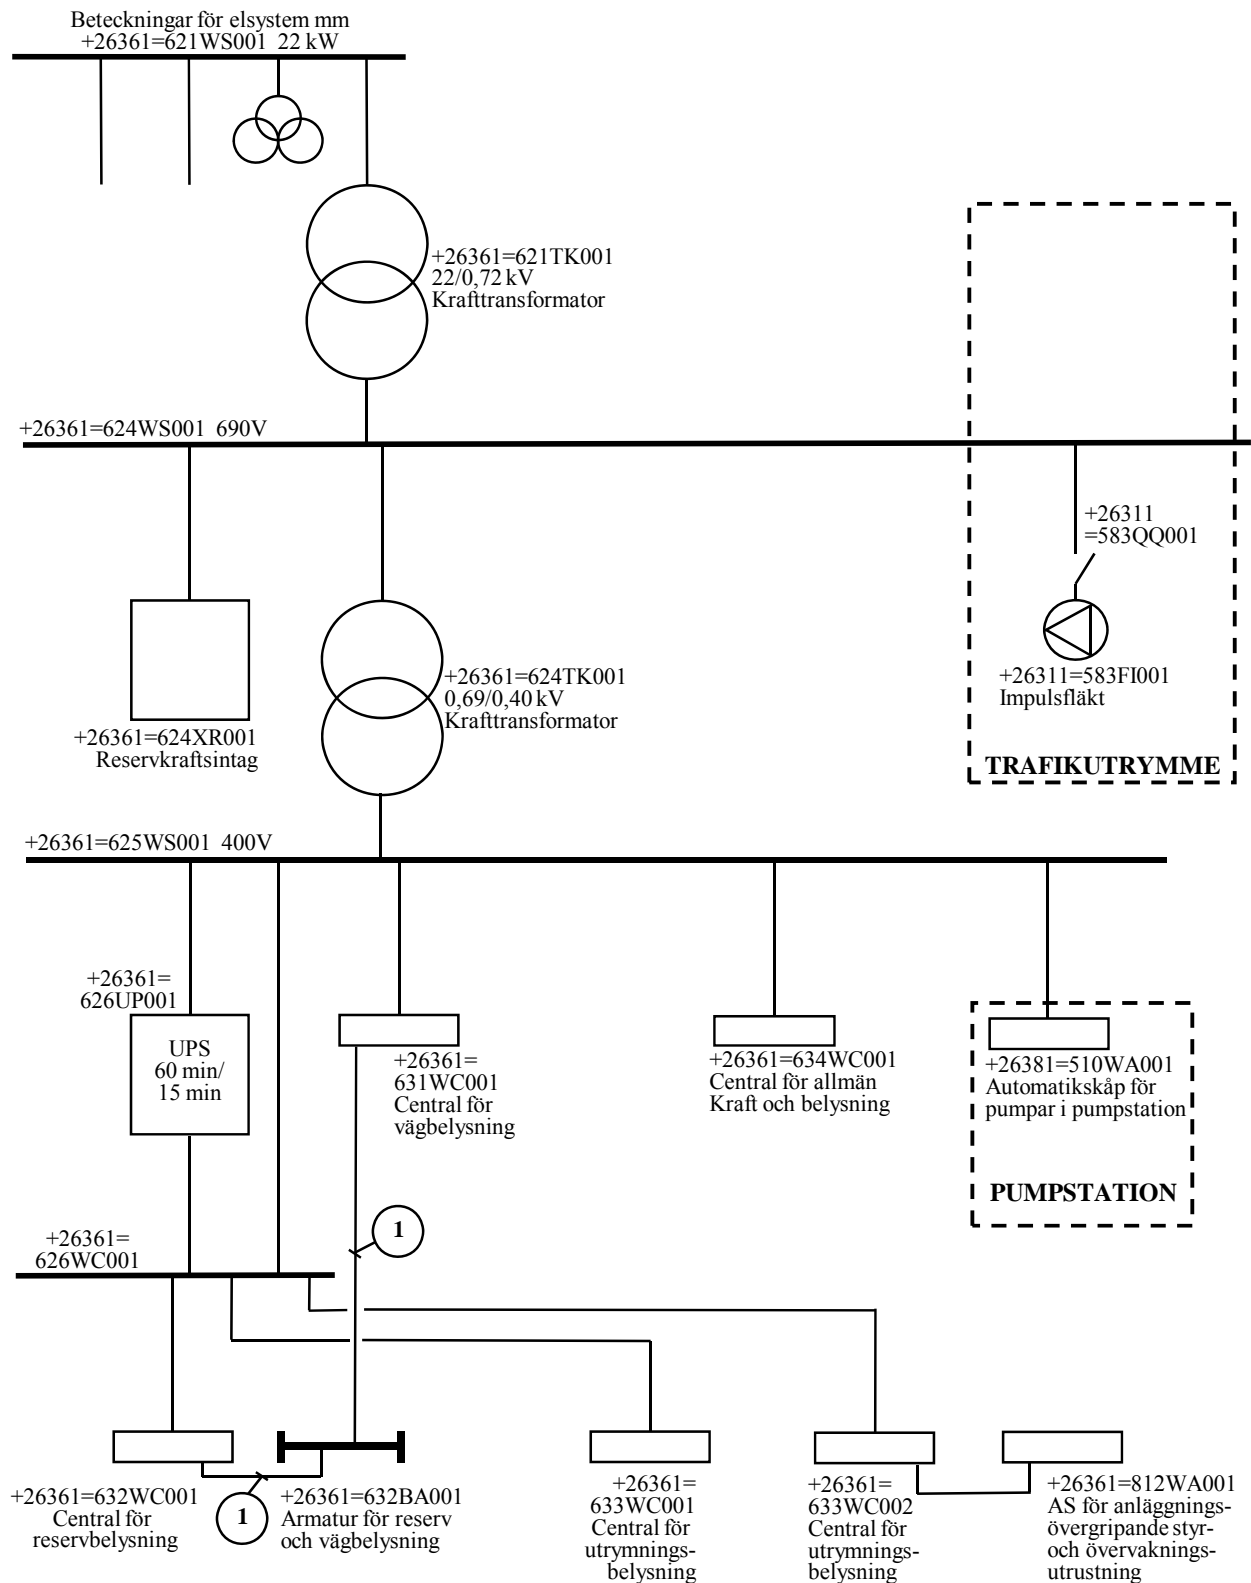 Beteckningar för elsystem mm
+26361=621WS001 22 kW
+26361=621TK001
22/0,72 kV
Krafttransformator
+26361=624WS001 690V
+26311
=583QQ001
+26311=583FI001
Impulsfläkt
TRAFIKUTRYMME
+26361=624XR001
Reservkraftsintag
+26361=624TK001
0,69/0,40 kV
Krafttransformator
+26361=625WS001 400V
+26361=
626UP001
UPS
60 min/
15 min
+26361=
631WC001
Central för
vägbelysning
+26361=634WC001
Central för allmän
Kraft och belysning
+26381=510WA001
Automatikskåp för
pumpar i pumpstation
PUMPSTATION
1
+26361=
626WC001
+26361=632WC001
Central för
reservbelysning
1
+26361=632BA001
Armatur för reserv
och vägbelysning
+26361=
633WC001
Central för
utrymnings-
belysning
+26361=
633WC002
Central för
utrymnings-
belysning
+26361=812WA001
AS för anläggnings-
övergripande styr-
och övervaknings-
utrustning